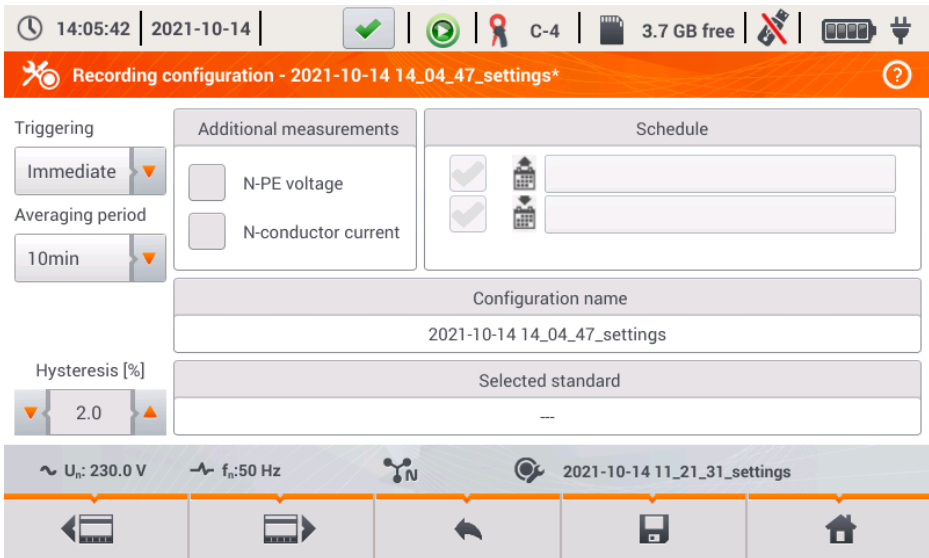 14:05:42 2021-10-14 C-4 3.7 GB free
Recording configuration - 2021-10-14 14_04_47_settings*
?
Triggering
Immediate
Averaging period
10min
Hysteresis [%]
2.0
Additional measurements
N-PE voltage
N-conductor current
Schedule
Configuration name
2021-10-14 14_04_47_settings
Selected standard
---
Un: 230.0 V fn:50 Hz N 2021-10-14 11_21_31_settings